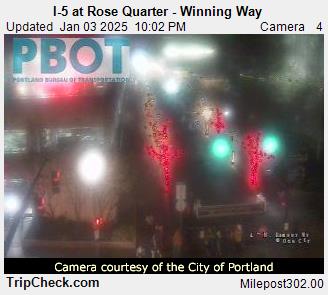 I-5 at Rose Quarter - Winning Way
Updated Jan 03 2025 10:02 PM Camera 4
PBOT
PORTLAND BUREAU OF TRANSPORTATION
Camera courtesy of the City of Portland
TripCheck.com Milepost302.00